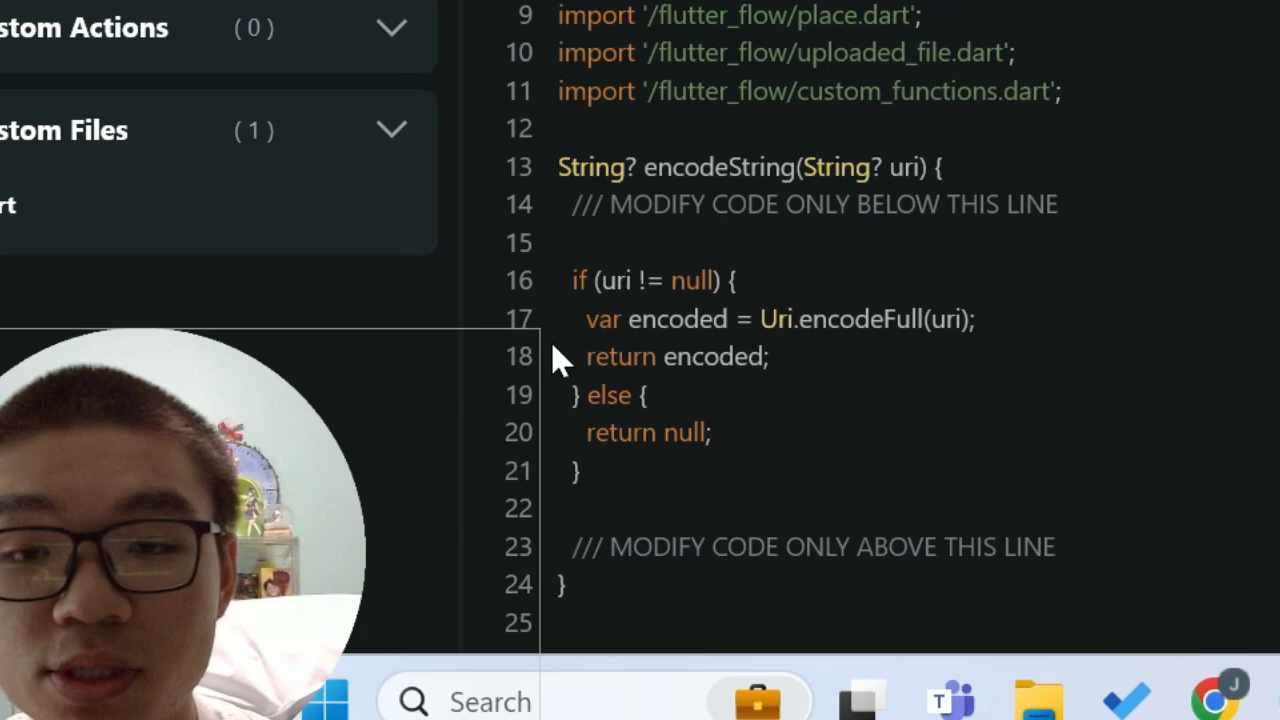 stom Actions (0)
stom Files (1)
rt
9 import '/flutter_flow/place.dart';
10 import '/flutter_flow/uploaded_file.dart';
11 import '/flutter_flow/custom_functions.dart';
12
13 String? encodeString(String? uri) {
14 /// MODIFY CODE ONLY BELOW THIS LINE
15
16 if (uri != null) {
17 var encoded = Uri.encodeFull(uri);
18 return encoded;
19 } else {
20 return null;
21 }
22
23 /// MODIFY CODE ONLY ABOVE THIS LINE
24 }
25
Search
T
J